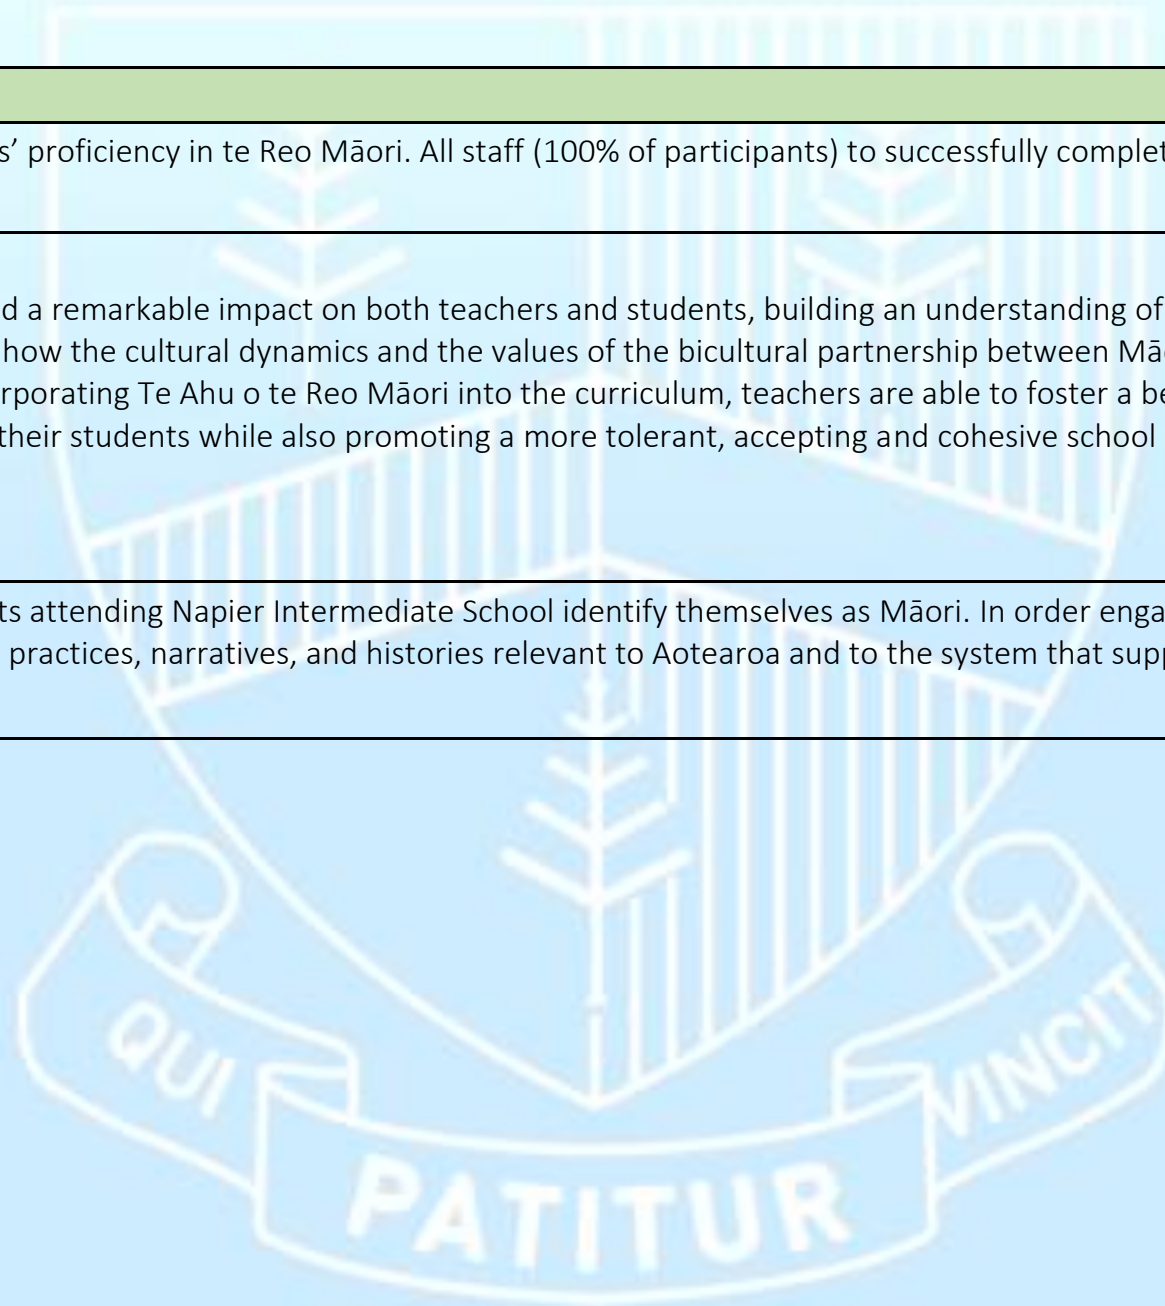 s’ proficiency in te Reo Māori. All staff (100% of participants) to successfully complet
d a remarkable impact on both teachers and students, building an understanding of
how the cultural dynamics and the values of the bicultural partnership between Mā
rporating Te Ahu o te Reo Māori into the curriculum, teachers are able to foster a be
their students while also promoting a more tolerant, accepting and cohesive school
ts attending Napier Intermediate School identify themselves as Māori. In order enga
practices, narratives, and histories relevant to Aotearoa and to the system that supp
QUI
PATITUR
VINCIT